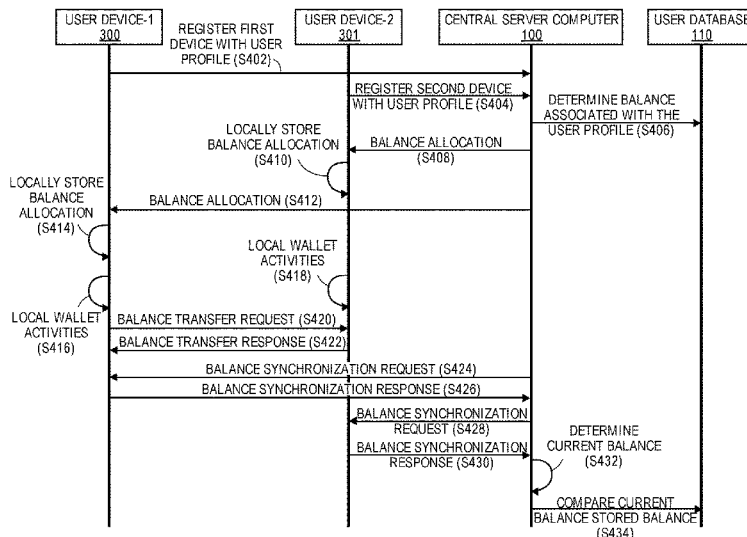 USER DEVICE-1
300
USER DEVICE-2
301
CENTRAL SERVER COMPUTER
100
USER DATABASE
110
REGISTER FIRST
DEVICE WITH USER
PROFILE (S402)
REGISTER SECOND DEVICE
WITH USER PROFILE (S404)
DETERMINE BALANCE
ASSOCIATED WITH THE
USER PROFILE (S406)
BALANCE ALLOCATION
(S408)
LOCALLY STORE
BALANCE ALLOCATION
(S410)
BALANCE ALLOCATION (S412)
LOCALLY STORE
BALANCE
ALLOCATION
(S414)
LOCAL WALLET
ACTIVITIES
(S418)
LOCAL WALLET
ACTIVITIES
(S416)
BALANCE TRANSFER REQUEST (S420)
BALANCE TRANSFER RESPONSE (S422)
BALANCE SYNCHRONIZATION REQUEST (S424)
BALANCE SYNCHRONIZATION RESPONSE (S426)
BALANCE SYNCHRONIZATION
REQUEST (S428)
BALANCE SYNCHRONIZATION
RESPONSE (S430)
DETERMINE
CURRENT BALANCE
(S432)
COMPARE CURRENT
BALANCE STORED BALANCE
(S434)